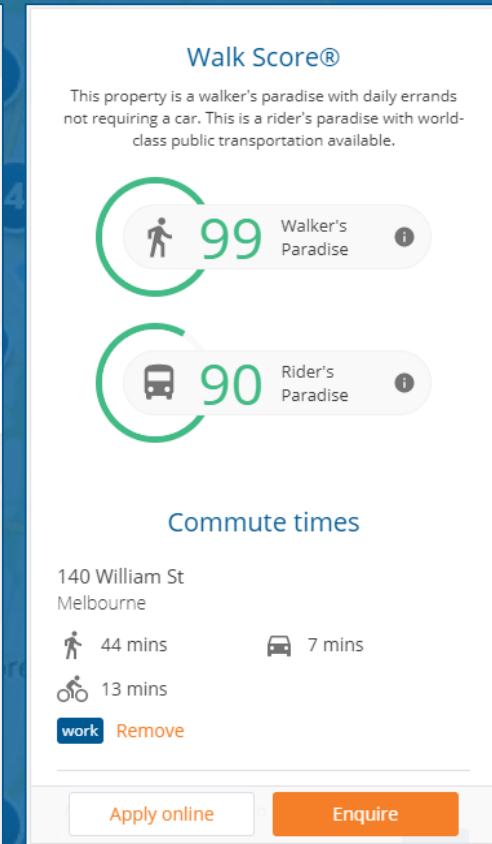 Walk Score®
This property is a walker's paradise with daily errands
not requiring a car. This is a rider's paradise with world-
class public transportation available.
99 Walker's
Paradise
90 Rider's
Paradise
Commute times
140 William St
Melbourne
44 mins 7 mins
13 mins
work Remove
Apply online Enquire